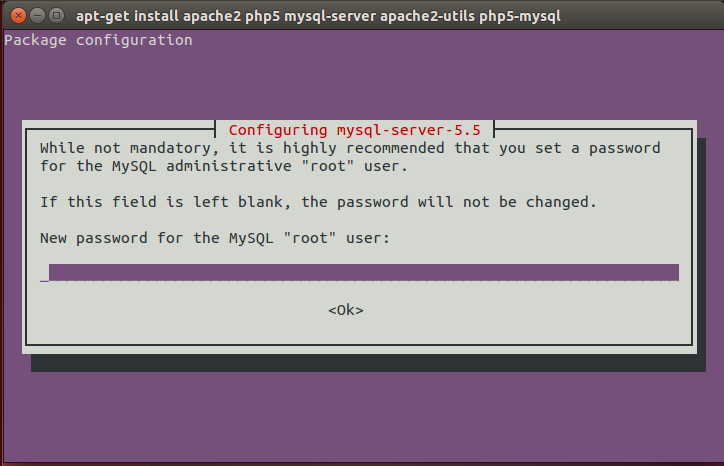 apt-get install apache2 php5 mysql-server apache2-utils php5-mysql
Package configuration
Configuring mysql-server-5.5
While not mandatory, it is highly recommended that you set a password
for the MySQL administrative "root" user.
If this field is left blank, the password will not be changed.
New password for the MySQL "root" user:
<Ok>